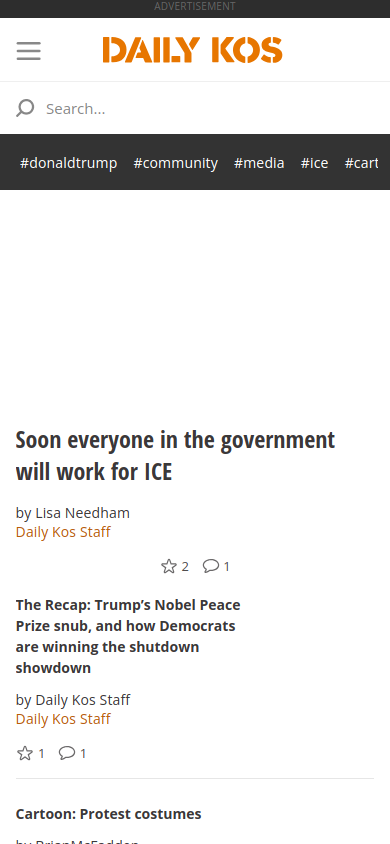 ADVERTISEMENT
DAILY KOS
Search...
#donaldtrump #community #media #ice #cart
Soon everyone in the government
will work for ICE
by Lisa Needham
Daily Kos Staff
2 1
The Recap: Trump’s Nobel Peace
Prize snub, and how Democrats
are winning the shutdown
showdown
by Daily Kos Staff
Daily Kos Staff
1 1
Cartoon: Protest costumes
by BrianMcFadden